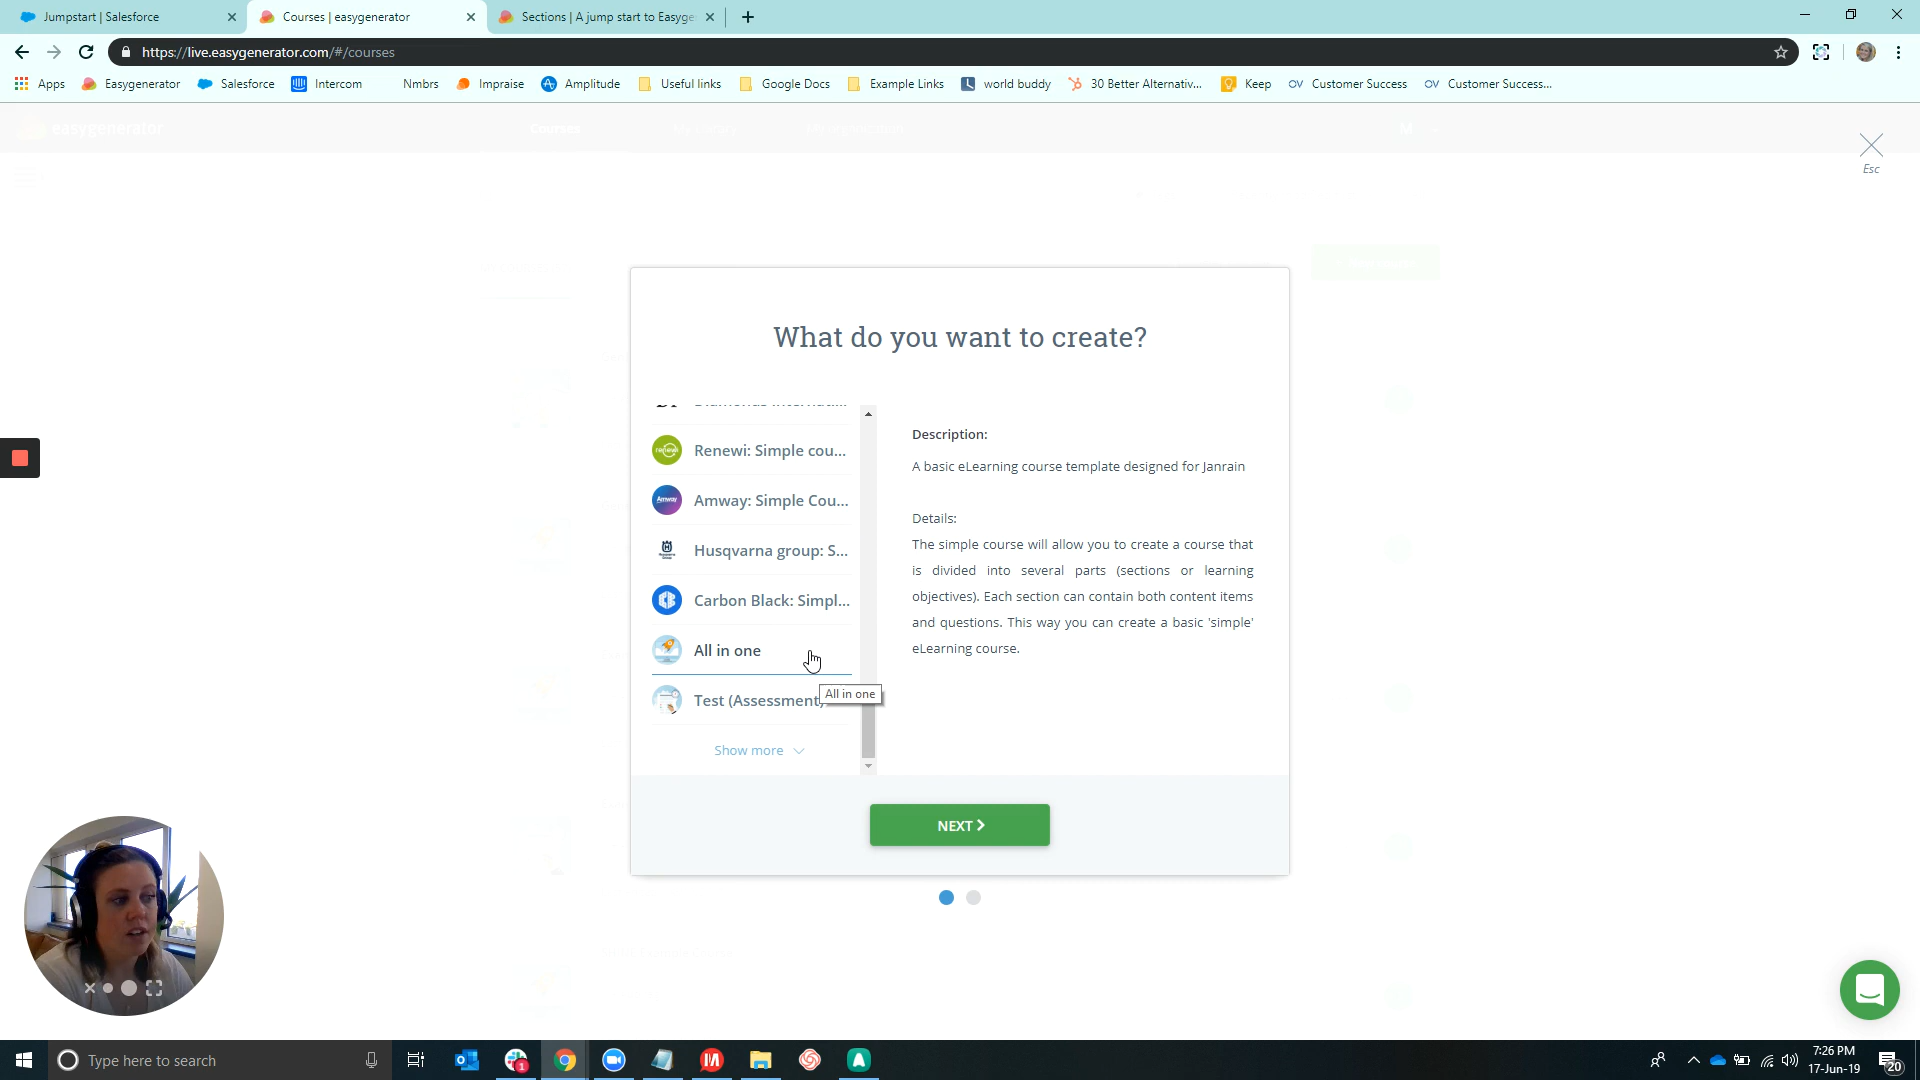 Jumpstart | Salesforce
Courses | easygenerator
Sections | A jump start to Easyge
https://live.easygenerator.com/#/courses
Apps
Easygenerator
Salesforce
Intercom
Nmbrs
Impraise
Amplitude
Useful links
Google Docs
Example Links
world buddy
30 Better Alternativ...
Keep
Customer Success
Customer Success...
easygenerator
Courses
Esc
What do you want to create?
Renewi: Simple cou...
Amway: Simple Cou...
Husqvarna group: S...
Carbon Black: Simpl...
All in one
Test (Assessment)
All in one
Show more
Description:
A basic eLearning course template designed for Janrain
Details:
The simple course will allow you to create a course that
is divided into several parts (sections or learning
objectives). Each section can contain both content items
and questions. This way you can create a basic 'simple'
eLearning course.
NEXT
Type here to search
1
7:26 PM
17-Jun-19
20